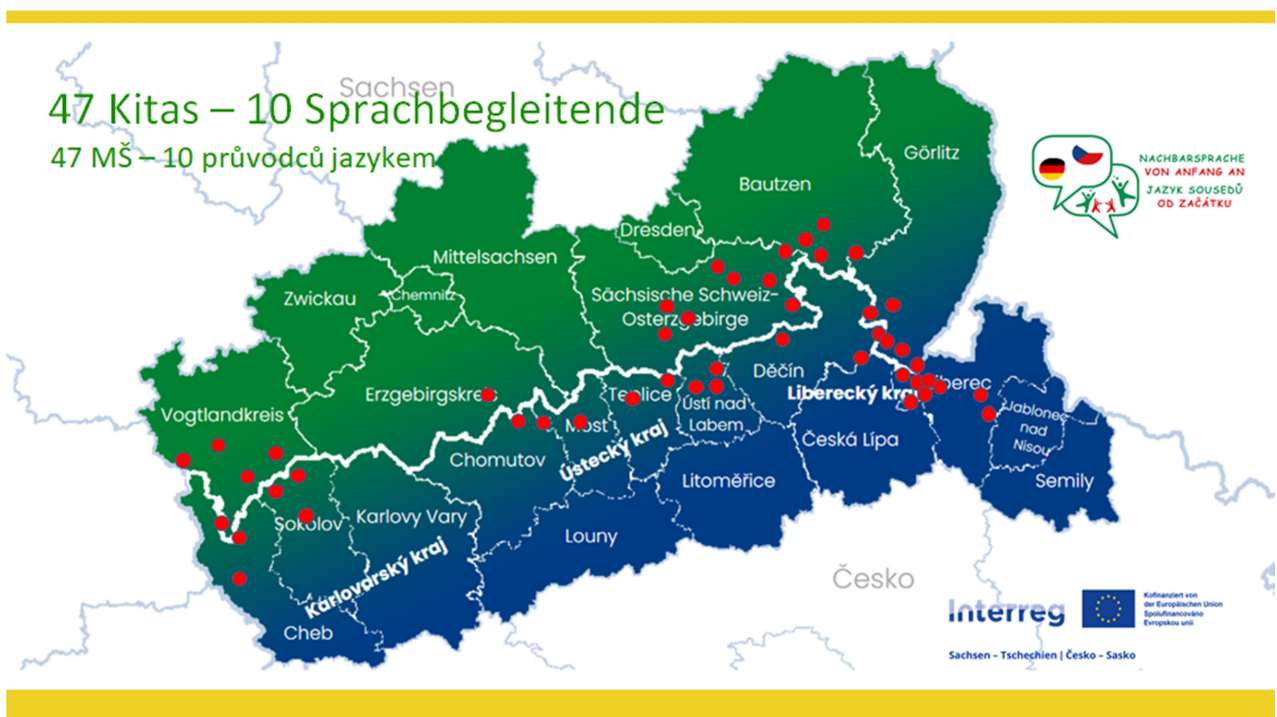 Sachsen
47 Kitas – 10 Sprachbegleitende
47 MŠ – 10 průvodců jazykem
Görlitz
Bautzen
NACHBARSPRACHE
VON ANFANG AN
JAZYK SOUSEDŮ
OD ZAČÁTKU
Dresden
Mittelsachsen
Zwickau
Chemnitz
Sächsische Schweiz-
Osterzgebirge
Děčín
Erzgebirgskreis
Teplice
Liberecký kraj
Liberec
Vogtlandkreis
Ústí nad
Labem
Jablonec
nad
Nisou
Most
Česká Lípa
Chomutov
Ústecký kraj
Litoměřice
Semily
Sokolov
Karlovy Vary
Louny
Karlovarský kraj
Česko
Cheb
Interreg
Kofinanziert von
der Europäischen Union
Spolufinancováno
Evropskou unií
Sachsen – Tschechien | Česko – Sasko